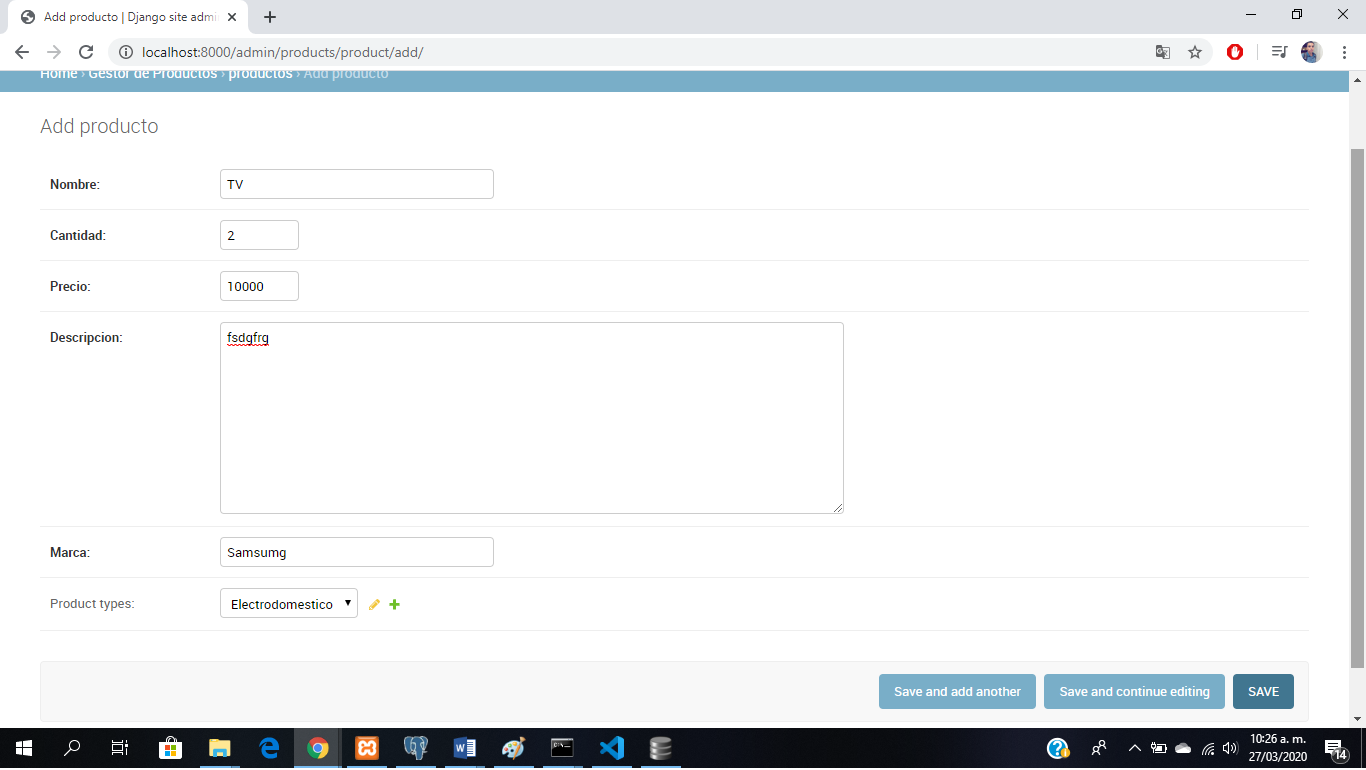 Add producto | Django site admi
localhost:8000/admin/products/product/add/
Home › Gestor de Productos › productos › Add producto
Add producto
Nombre:
TV
Cantidad:
2
Precio:
10000
Descripcion:
fsdgfrg
Marca:
Samsumg
Product types:
Electrodomestico
Save and add another
Save and continue editing
SAVE
10:26 a. m.
27/03/2020
14